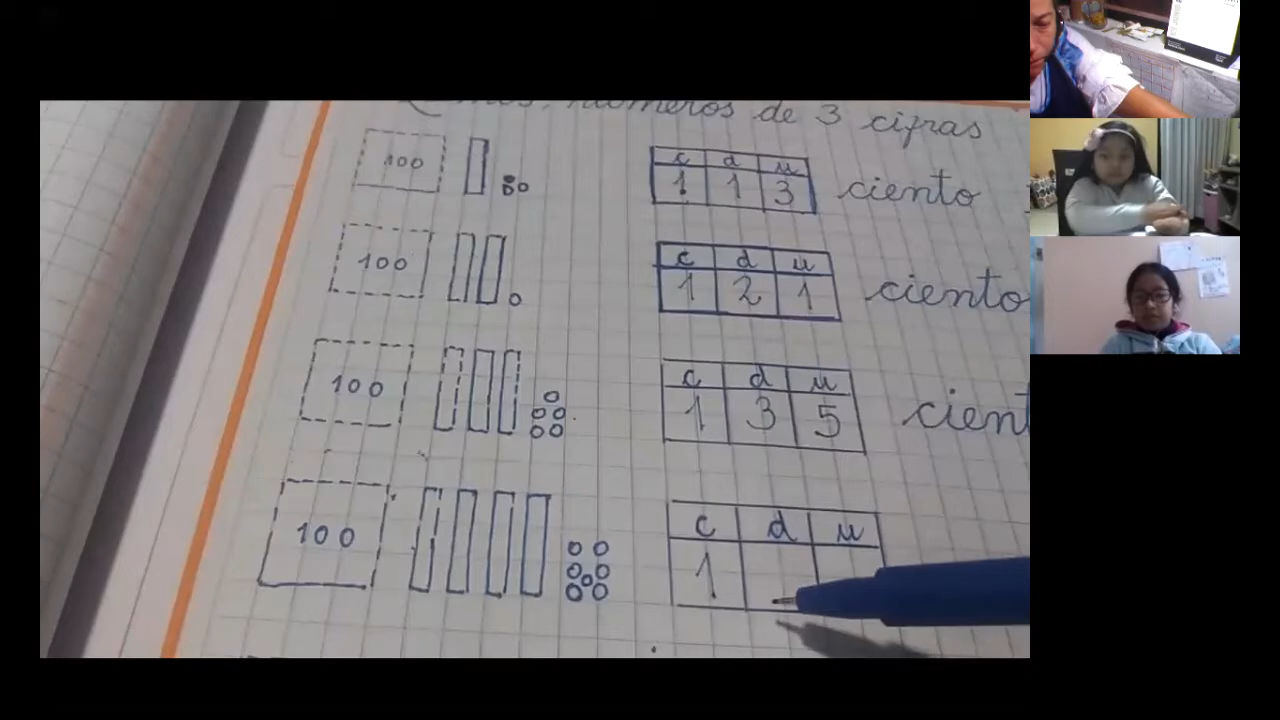 números de 3 cifras
100
c d u
1 1 3
ciento
100
c d u
1 2 1
ciento
100
c d u
1 3 5
cient
100
c d u
1